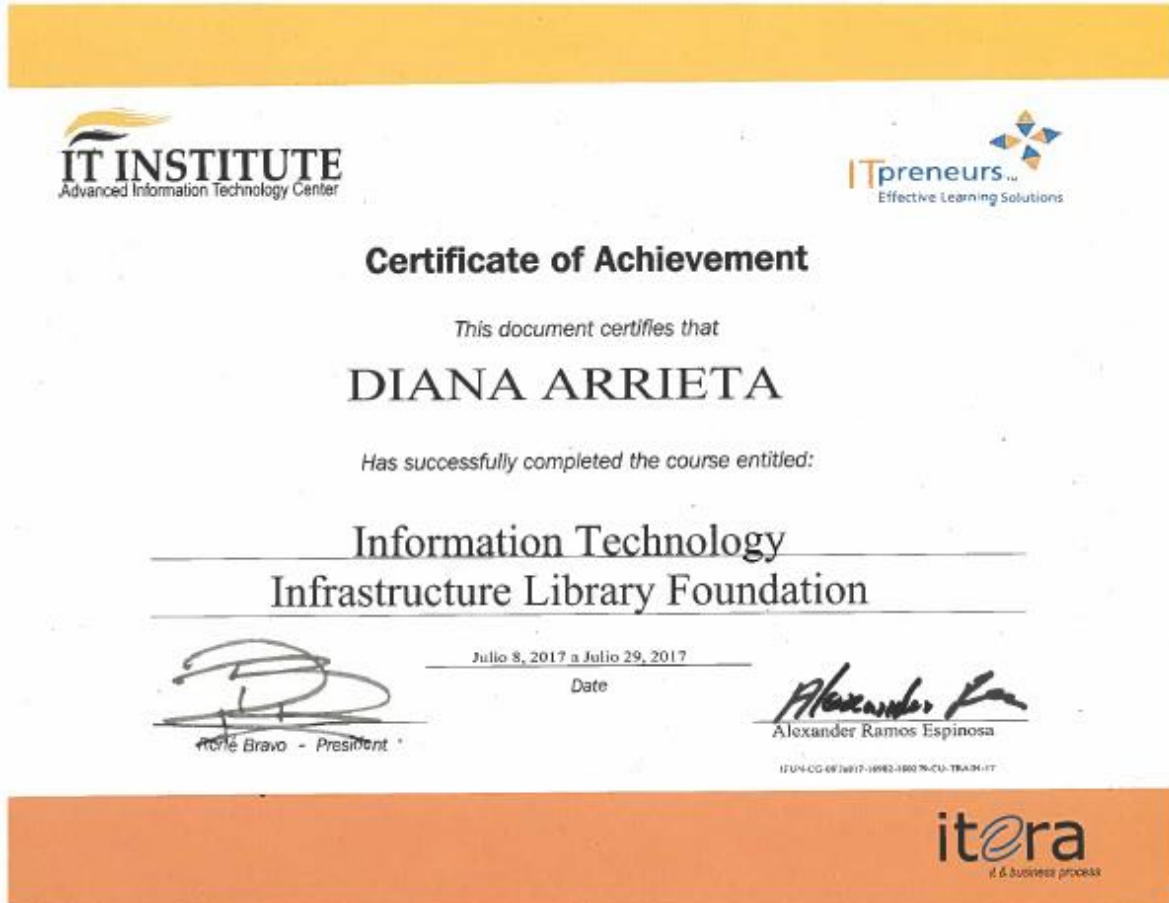 IT INSTITUTE
Advanced Information Technology Center
ITpreneurs
Effective Learning Solutions
Certificate of Achievement
This document certifies that
DIANA ARRIETA
Has successfully completed the course entitled:
Information Technology
Infrastructure Library Foundation
Julio 8, 2017 a Julio 29, 2017
Date
René Bravo - President
Alexander Ramos Espinosa
itera
it & business process